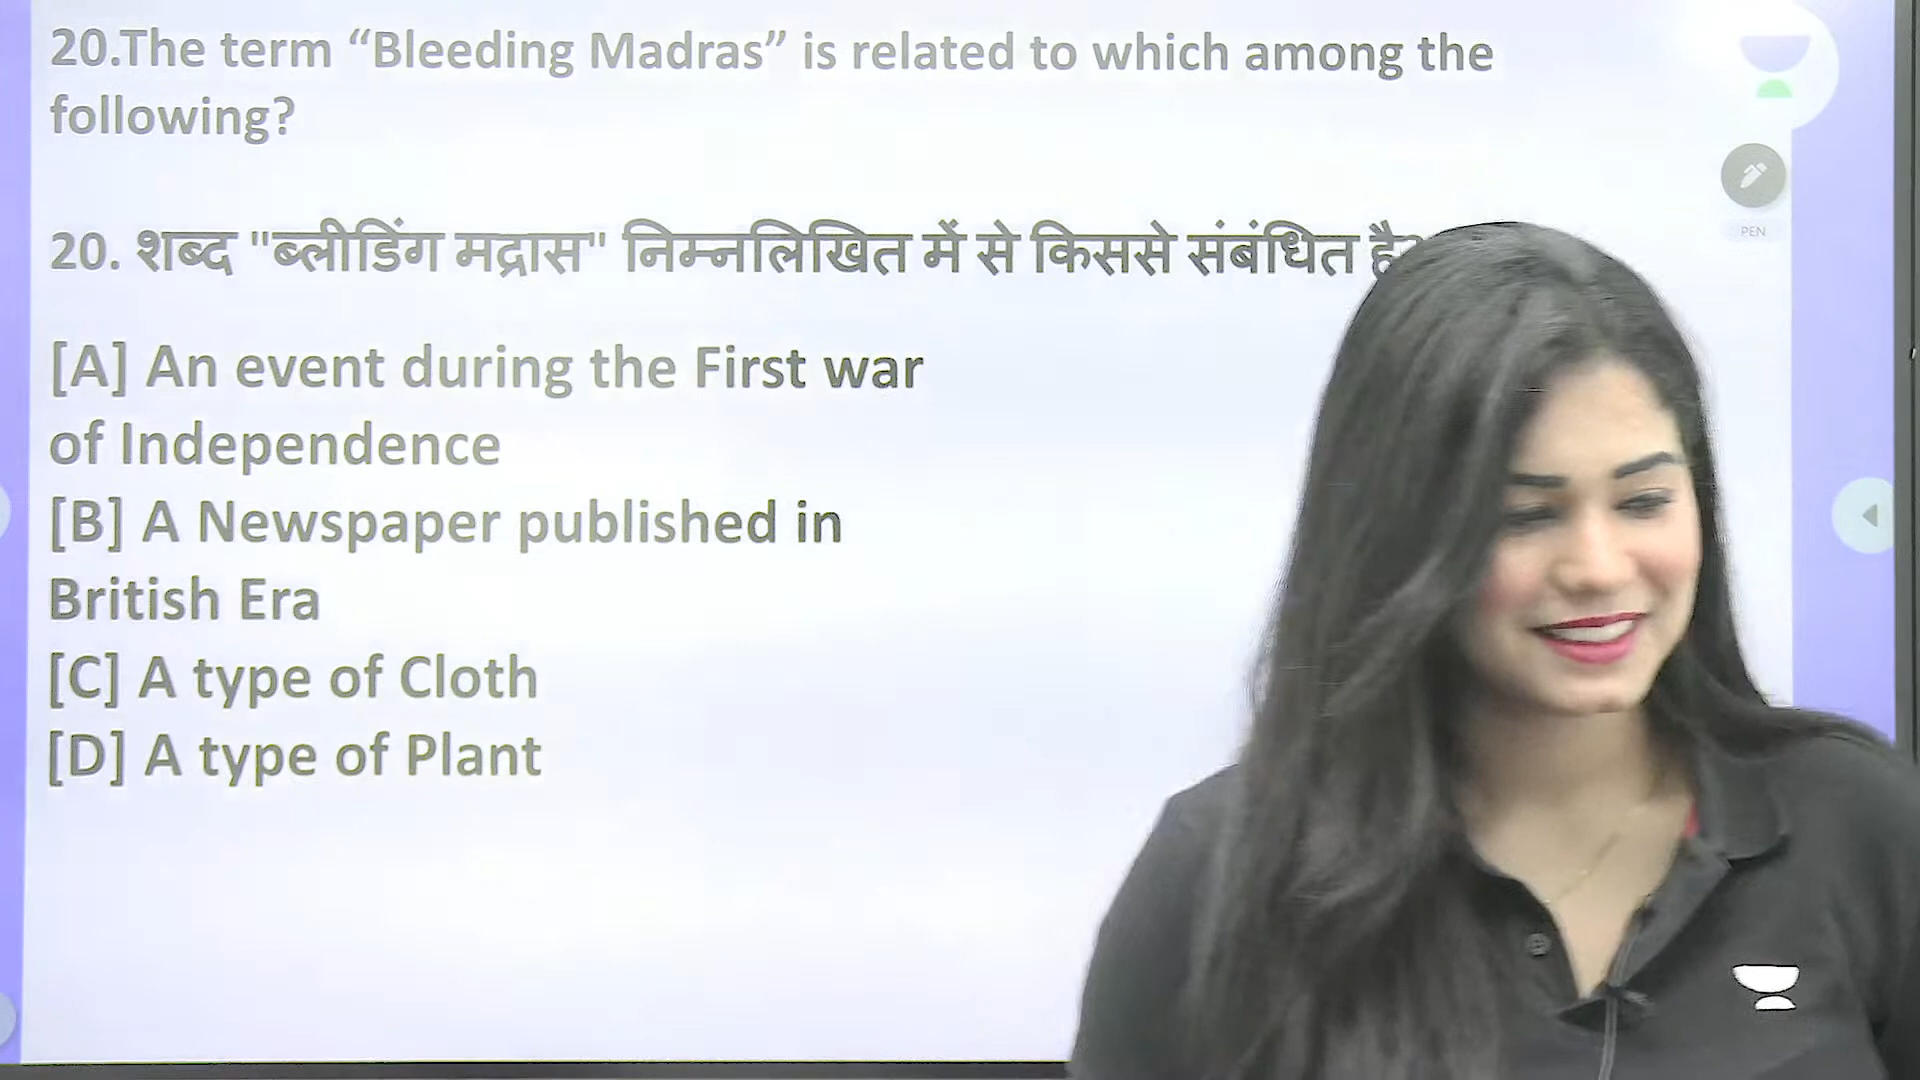 20.The term “Bleeding Madras” is related to which among the
following?
PEN
20. शब्द "ब्लीडिंग मद्रास" निम्नलिखित में से किससे संबंधित है?
[A] An event during the First war
of Independence
[B] A Newspaper published in
British Era
[C] A type of Cloth
[D] A type of Plant